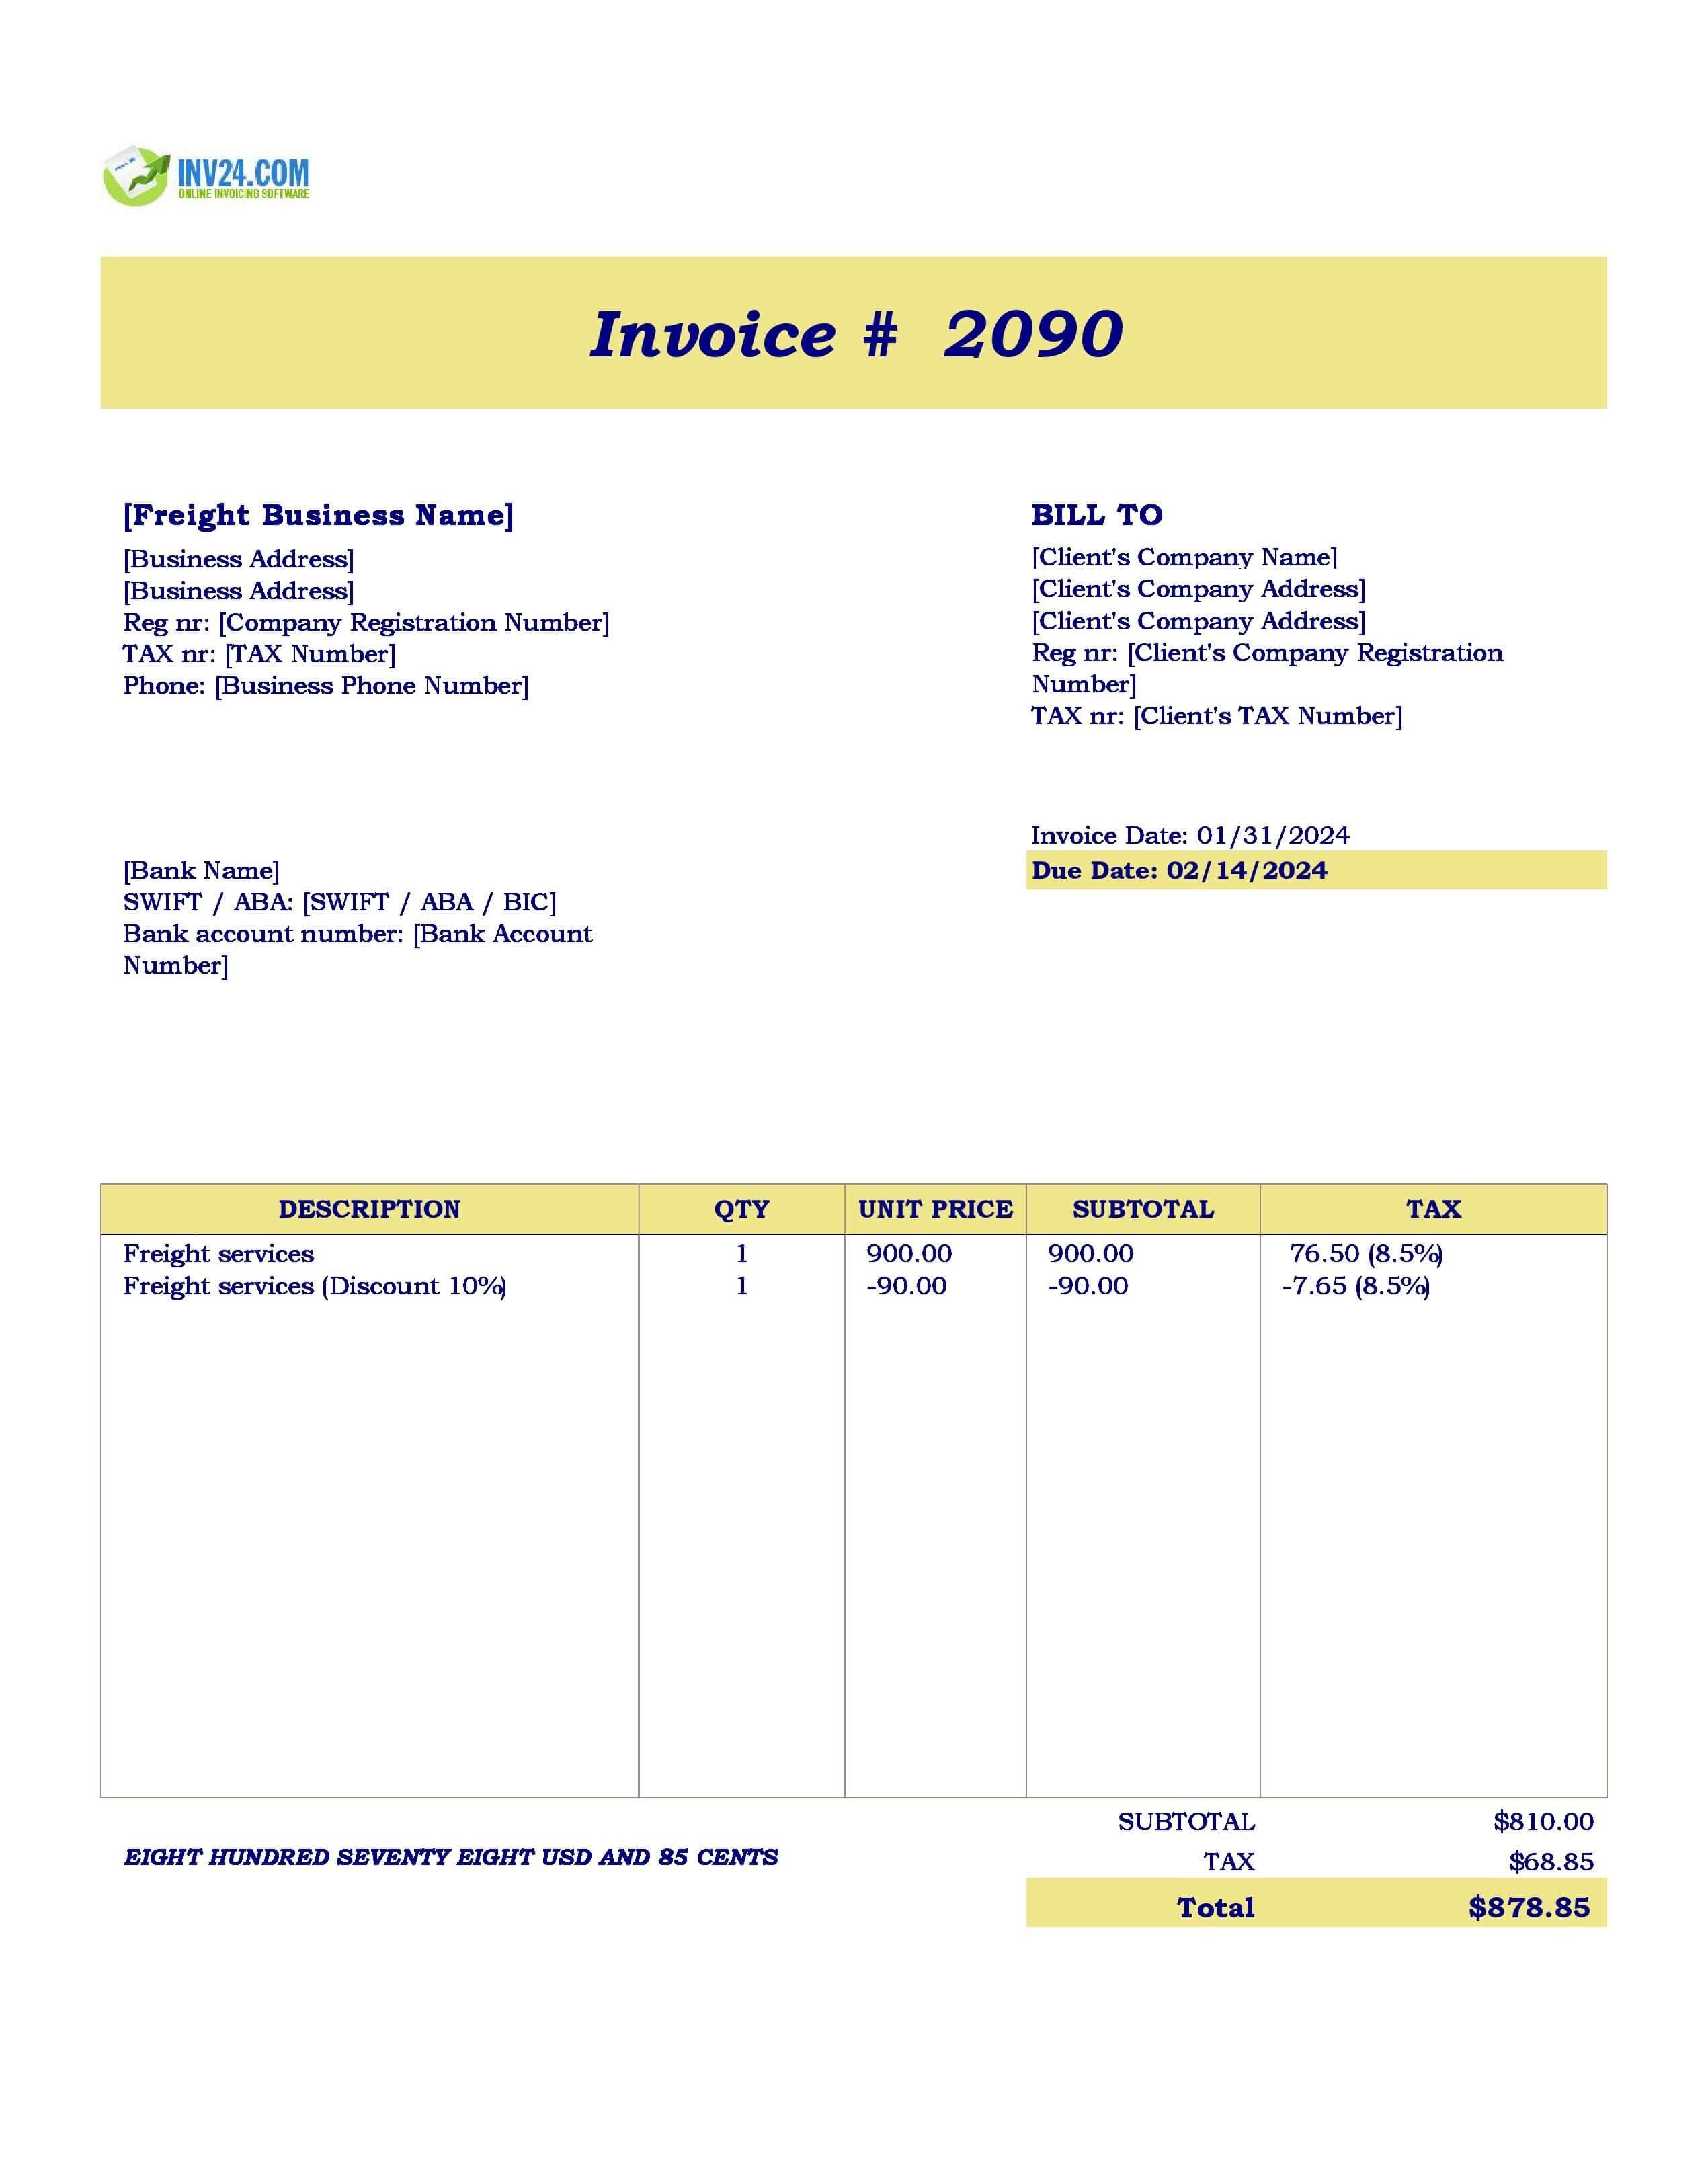 INV24.COM
ONLINE INVOICING SOFTWARE
Invoice # 2090
[Freight Business Name]
[Business Address]
[Business Address]
Reg nr: [Company Registration Number]
TAX nr: [TAX Number]
Phone: [Business Phone Number]
BILL TO
[Client's Company Name]
[Client's Company Address]
[Client's Company Address]
Reg nr: [Client's Company Registration
Number]
TAX nr: [Client's TAX Number]
Invoice Date: 01/31/2024
Due Date: 02/14/2024
[Bank Name]
SWIFT / ABA: [SWIFT / ABA / BIC]
Bank account number: [Bank Account
Number]
DESCRIPTION QTY UNIT PRICE SUBTOTAL TAX
Freight services 1 900.00 900.00 76.50 (8.5%)
Freight services (Discount 10%) 1 -90.00 -90.00 -7.65 (8.5%)
SUBTOTAL $810.00
EIGHT HUNDRED SEVENTY EIGHT USD AND 85 CENTS
TAX $68.85
Total $878.85